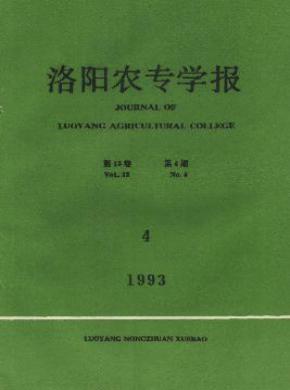 洛阳农专学报
JOURNAL OF
LUOYANG AGRICULTURAL COLLEGE
第13卷 第4期
VOL. 13 No. 4
4
1993
LUOYANG NONGZHUAN XUEBAO